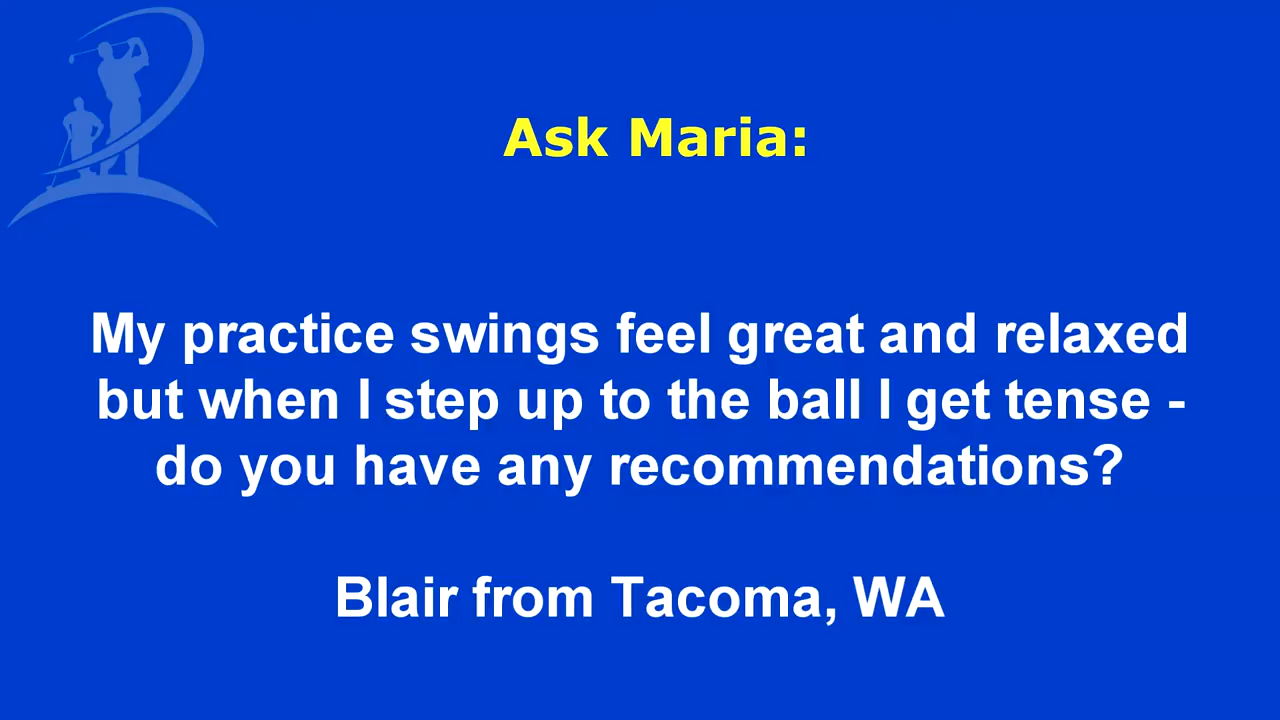 Ask Maria:
My practice swings feel great and relaxed
but when I step up to the ball I get tense -
do you have any recommendations?
Blair from Tacoma, WA